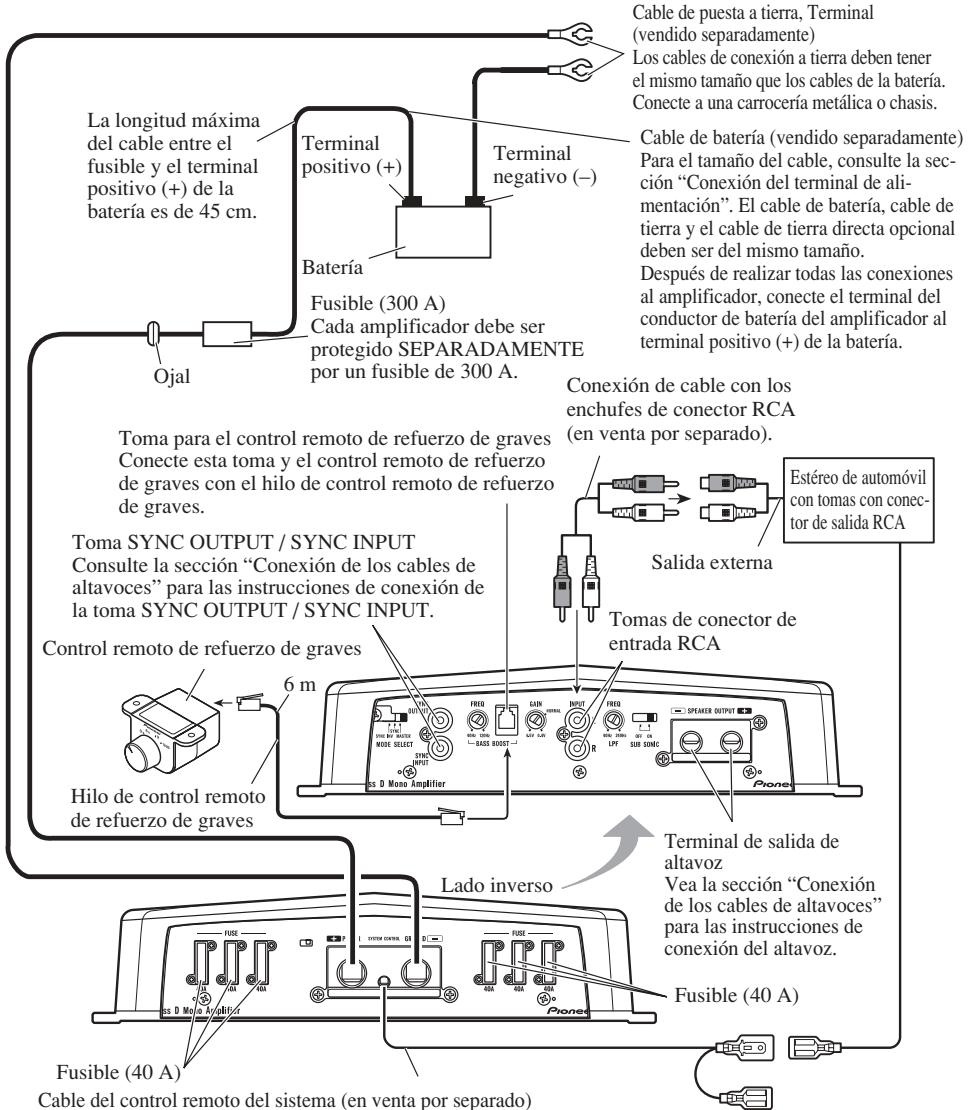 Cable de puesta a tierra, Terminal
(vendido separadamente)
Los cables de conexión a tierra deben tener
el mismo tamaño que los cables de la batería.
Conecte a una carrocería metálica o chasis.
La longitud máxima
del cable entre el
fusible y el terminal
positivo (+) de la
batería es de 45 cm.
Terminal
positivo (+)
Terminal
negativo (–)
Batería
Cable de batería (vendido separadamente)
Para el tamaño del cable, consulte la sec-
ción “Conexión del terminal de ali-
mentación”. El cable de batería, cable de
tierra y el cable de tierra directa opcional
deben ser del mismo tamaño.
Después de realizar todas las conexiones
al amplificador, conecte el terminal del
conductor de batería del amplificador al
terminal positivo (+) de la batería.
Fusible (300 A)
Cada amplificador debe ser
protegido SEPARADAMENTE
por un fusible de 300 A.
Ojal
Conexión de cable con los
enchufes de conector RCA
(en venta por separado).
Toma para el control remoto de refuerzo de graves
Conecte esta toma y el control remoto de refuerzo
de graves con el hilo de control remoto de refuerzo
de graves.
Estéreo de automóvil
con tomas con conec-
tor de salida RCA
Salida externa
Toma SYNC OUTPUT / SYNC INPUT
Consulte la sección “Conexión de los cables de
altavoces” para las instrucciones de conexión de
la toma SYNC OUTPUT / SYNC INPUT.
Tomas de conector de
entrada RCA
Control remoto de refuerzo de graves
6 m
OUTPUT
FREQ
GAIN
NORMAL
INPUT
FREQ
SPEAKER OUTPUT
SYNC
SYNC DIV MASTER
MODE SELECT
SYNC
INPUT
BASS BOOST
R
LPF
OFF ON
SUB SONIC
ss D Mono Amplifier
Pionee
Hilo de control remoto
de refuerzo de graves
Terminal de salida de
altavoz
Vea la sección “Conexión
de los cables de altavoces”
para las instrucciones de
conexión del altavoz.
Lado inverso
FUSE
SYSTEM CONTROL
FUSE
40A
40A
40A
40A
ss D Mono Amplifier
Pionee
Fusible (40 A)
Fusible (40 A)
Cable del control remoto del sistema (en venta por separado)